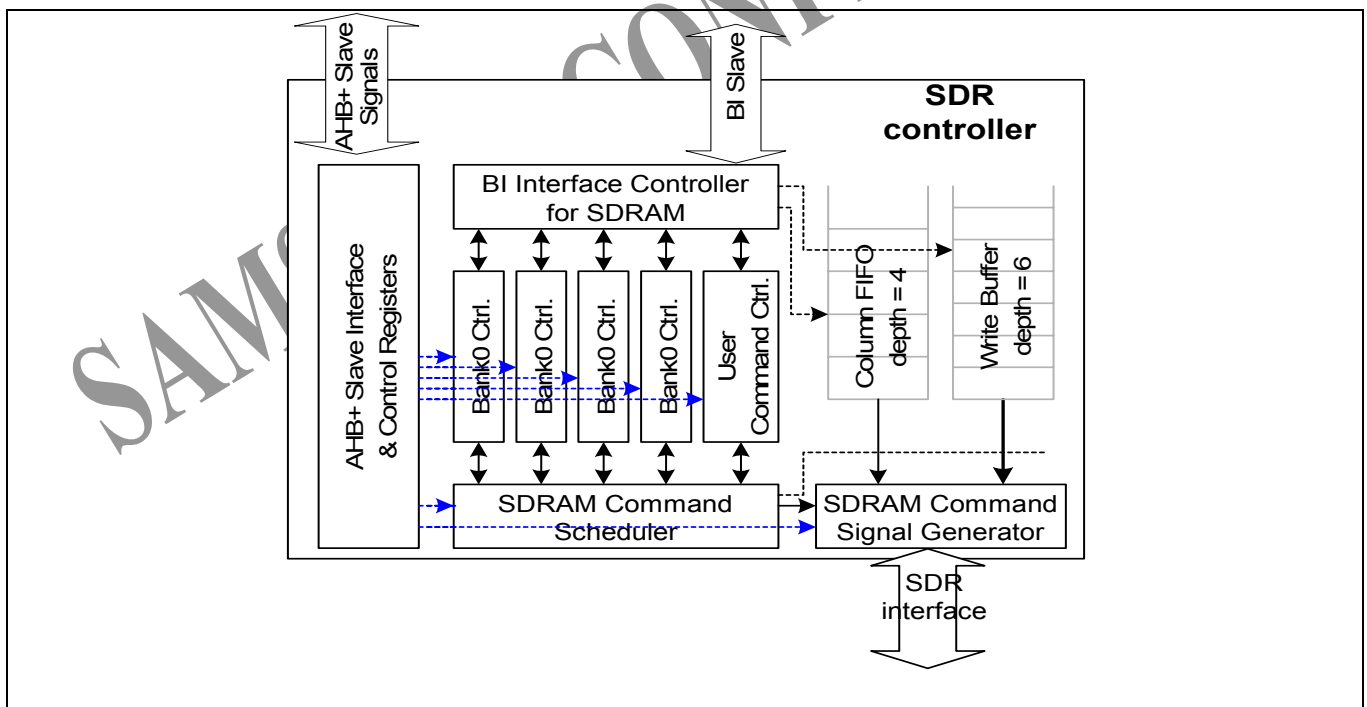 AHB+ Slave
Signals
BI Slave
SDR
controller
BI Interface Controller
for SDRAM
AHB+ Slave Interface
& Control Registers
Bank0 Ctrl.
Bank0 Ctrl.
Bank0 Ctrl.
Bank0 Ctrl.
User
Command Ctrl.
Column FIFO
depth = 4
Write Buffer
depth = 6
SDRAM Command
Scheduler
SDRAM Command
Signal Generator
SDR
interface